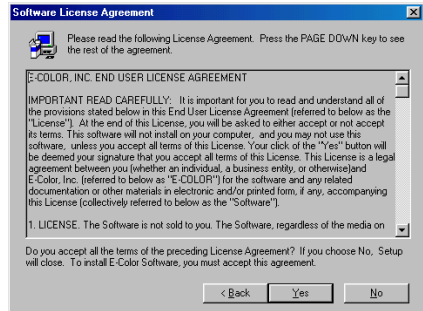 Software License Agreement
Please read the following License Agreement. Press the PAGE DOWN key to see
the rest of the agreement.
E-COLOR, INC. END USER LICENSE AGREEMENT
IMPORTANT READ CAREFULLY: It is important for you to read and understand all of
the provisions stated below in this End User License Agreement (referred to below as the
"License"). At the end of this License, you will be asked to either accept or not accept
its terms. This software will not install on your computer, and you may not use this
software, unless you accept all terms of this License. Your click of the "Yes" button will
be deemed your signature that you accept all terms of this License. This License is a legal
agreement between you (whether an individual, a business entity, or otherwise)and
E-Color, Inc. (referred to below as "E-COLOR") for the software and any related
documentation or other materials in electronic and/or printed form, if any, accompanying
this License (collectively referred to below as the "Software").
1. LICENSE. The Software is not sold to you. The Software, regardless of the media on
Do you accept all the terms of the preceding License Agreement? If you choose No, Setup
will close. To install E-Color Software, you must accept this agreement.
< Back Yes No